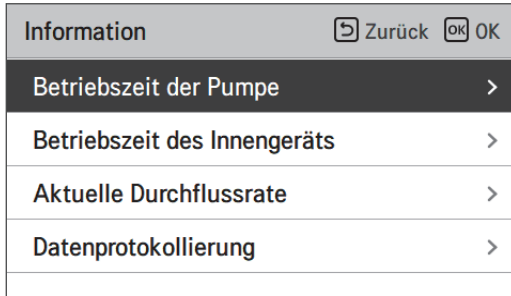 Information Zurück OK OK
Betriebszeit der Pumpe >
Betriebszeit des Innengeräts >
Aktuelle Durchflussrate >
Datenprotokollierung >